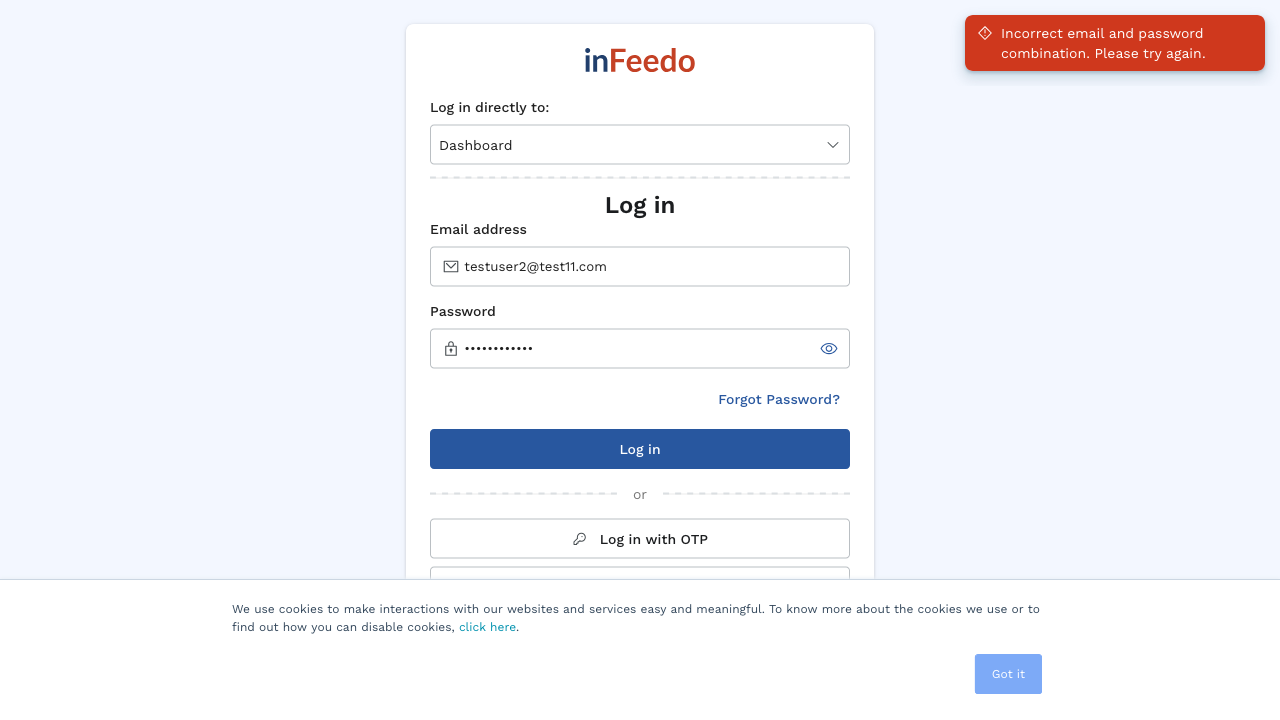 inFeedo
Incorrect email and password
combination. Please try again.
Log in directly to:
Dashboard
Log in
Email address
testuser2@test11.com
Password
••••••••••••
Forgot Password?
Log in
or
Log in with OTP
We use cookies to make interactions with our websites and services easy and meaningful. To know more about the cookies we use or to
find out how you can disable cookies, click here.
Got it